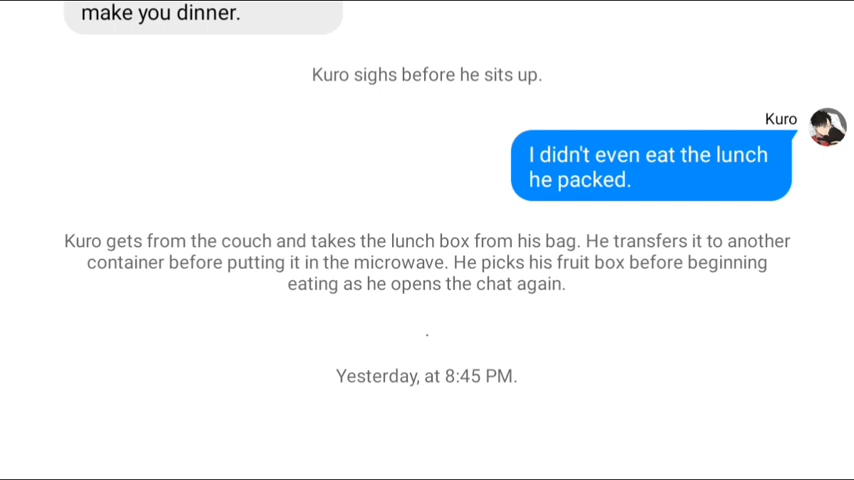 make you dinner.
Kuro sighs before he sits up.
Kuro
I didn't even eat the lunch
he packed.
Kuro gets from the couch and takes the lunch box from his bag. He transfers it to another
container before putting it in the microwave. He picks his fruit box before beginning
eating as he opens the chat again.
.
Yesterday, at 8:45 PM.